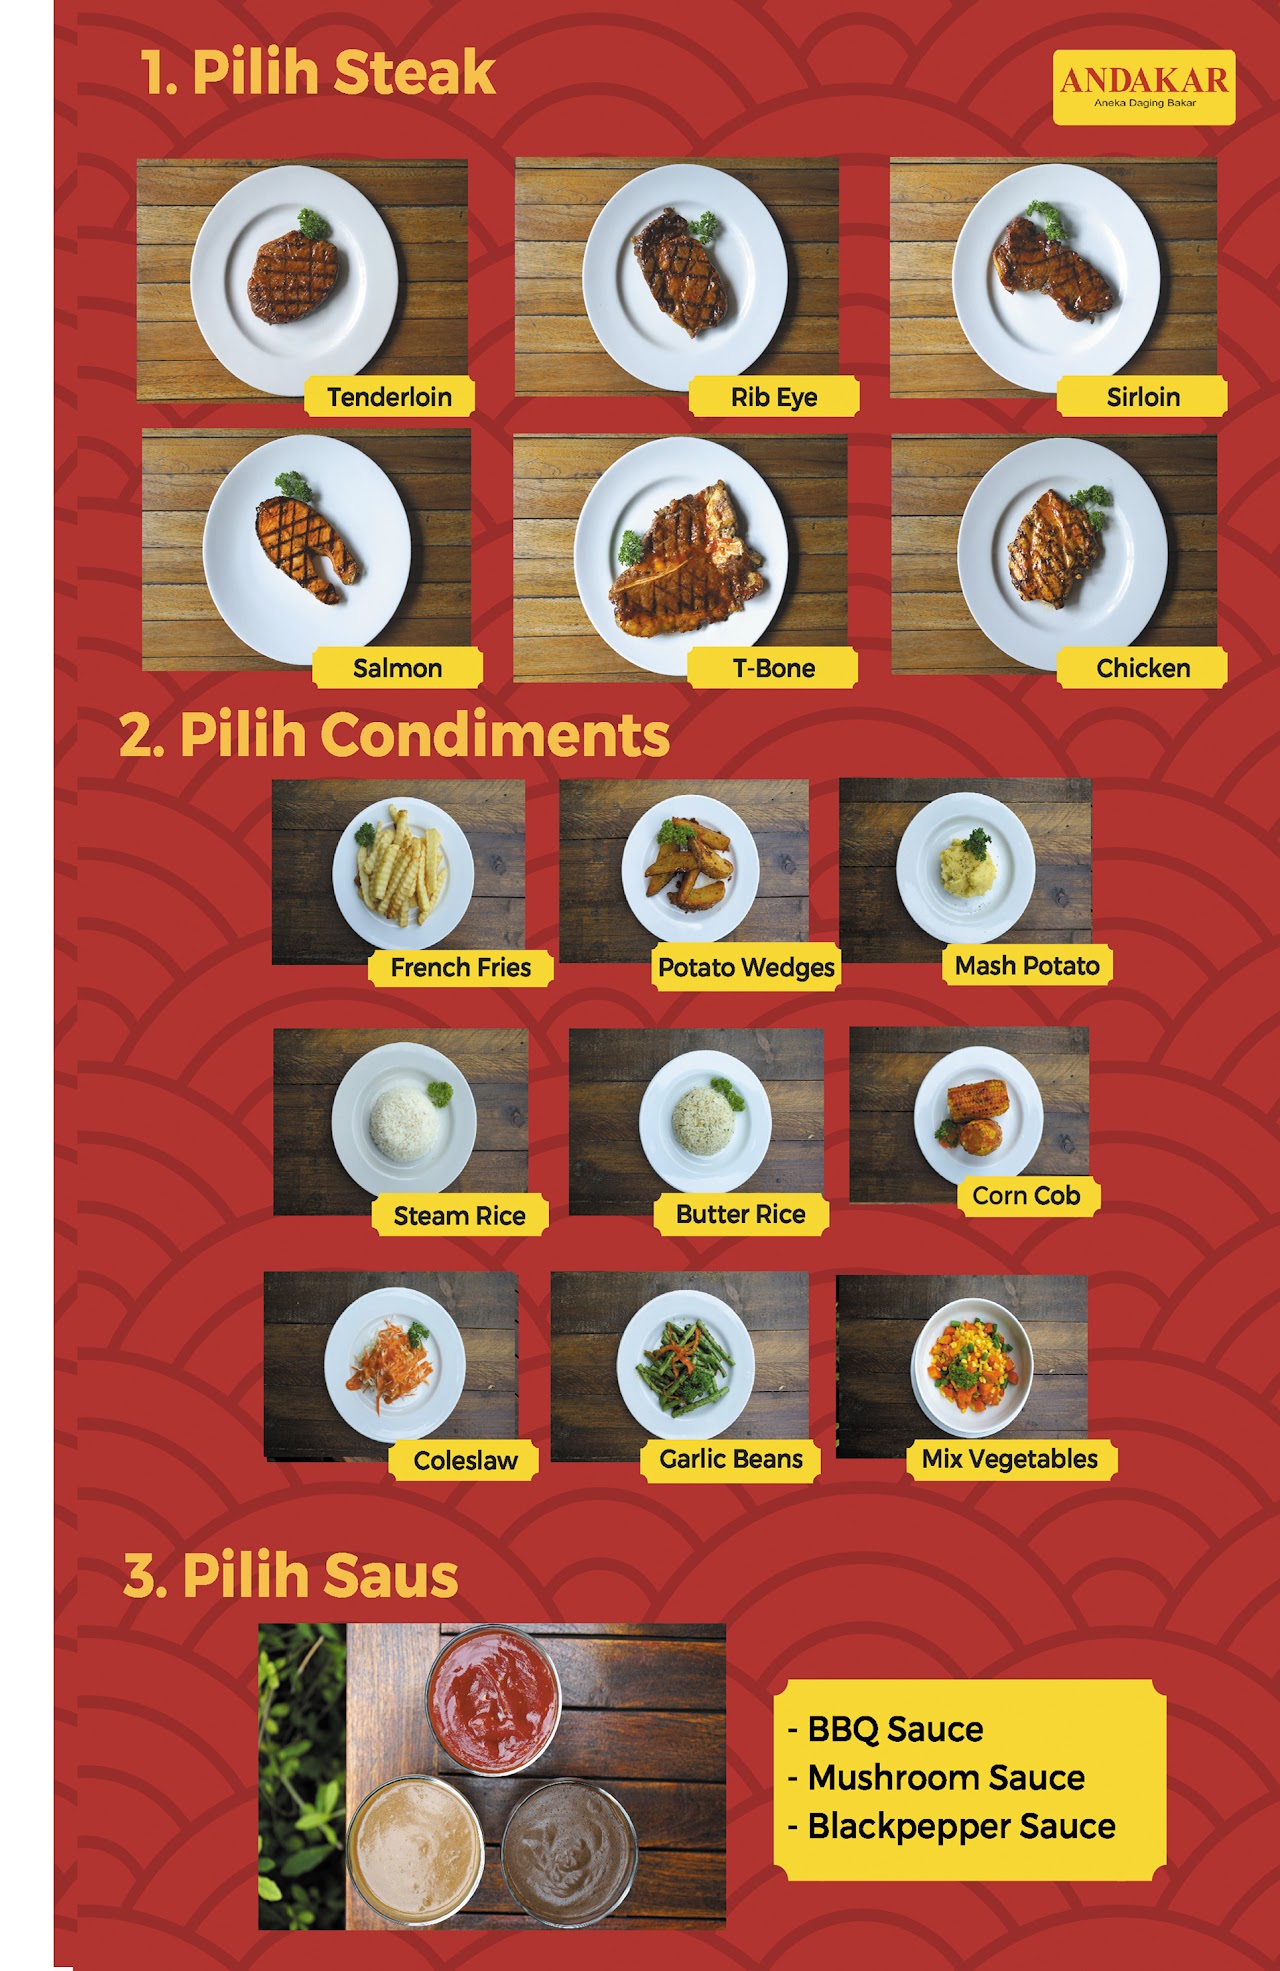 1. Pilih Steak
ANDAKAR
Aneka Daging Bakar
Tenderloin
Rib Eye
Sirloin
Salmon
T-Bone
Chicken
2. Pilih Condiments
French Fries
Potato Wedges
Mash Potato
Steam Rice
Butter Rice
Corn Cob
Coleslaw
Garlic Beans
Mix Vegetables
3. Pilih Saus
- BBQ Sauce
- Mushroom Sauce
- Blackpepper Sauce